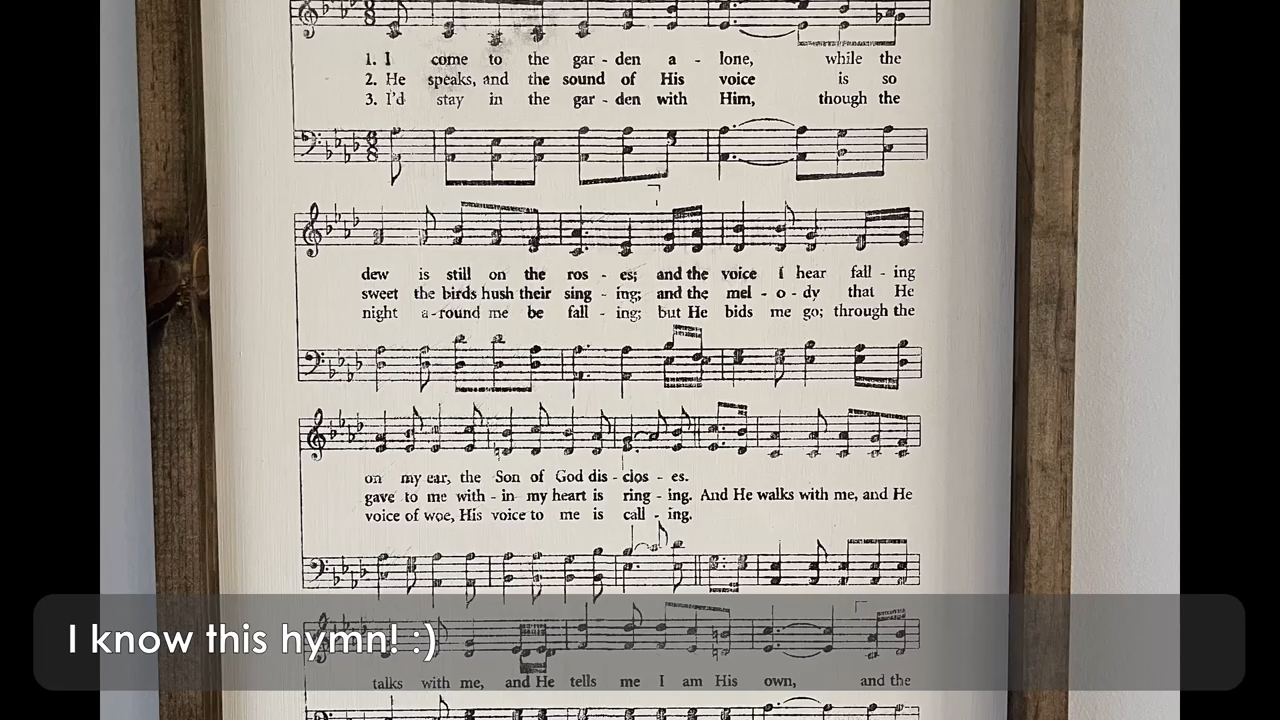 1. I come to the gar - den a - lone, while the
2. He speaks, and the sound of His voice is so
3. I'd stay in the gar - den with Him, though the
dew is still on the ros - es; and the voice I hear fall - ing
sweet the birds hush their sing - ing; and the mel - o - dy that He
night a - round me be fall - ing; but He bids me go; through the
on my ear, the Son of God dis - clos - es.
gave to me with - in my heart is ring - ing. And He walks with me, and He
voice of woe, His voice to me is call - ing.
I know this hymn! :)
talks with me, and He tells me I am His own, and the